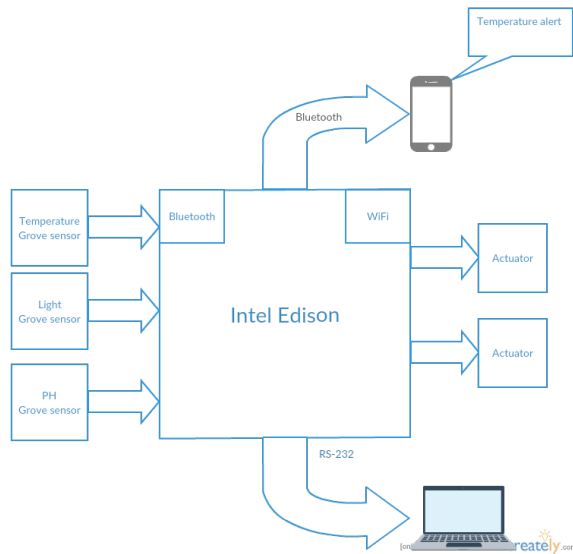 Temperature alert
Bluetooth
Temperature
Grove sensor
Bluetooth
WiFi
Light
Grove sensor
Intel Edison
Actuator
PH
Grove sensor
Actuator
RS-232